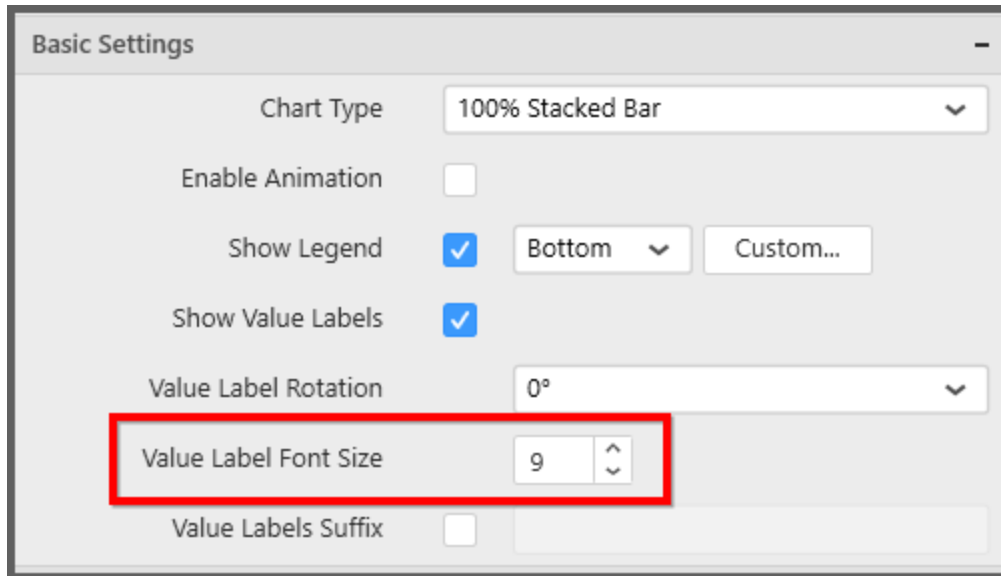 Basic Settings
Chart Type 100% Stacked Bar
Enable Animation
Show Legend Bottom Custom...
Show Value Labels
Value Label Rotation 0°
Value Label Font Size 9
Value Labels Suffix